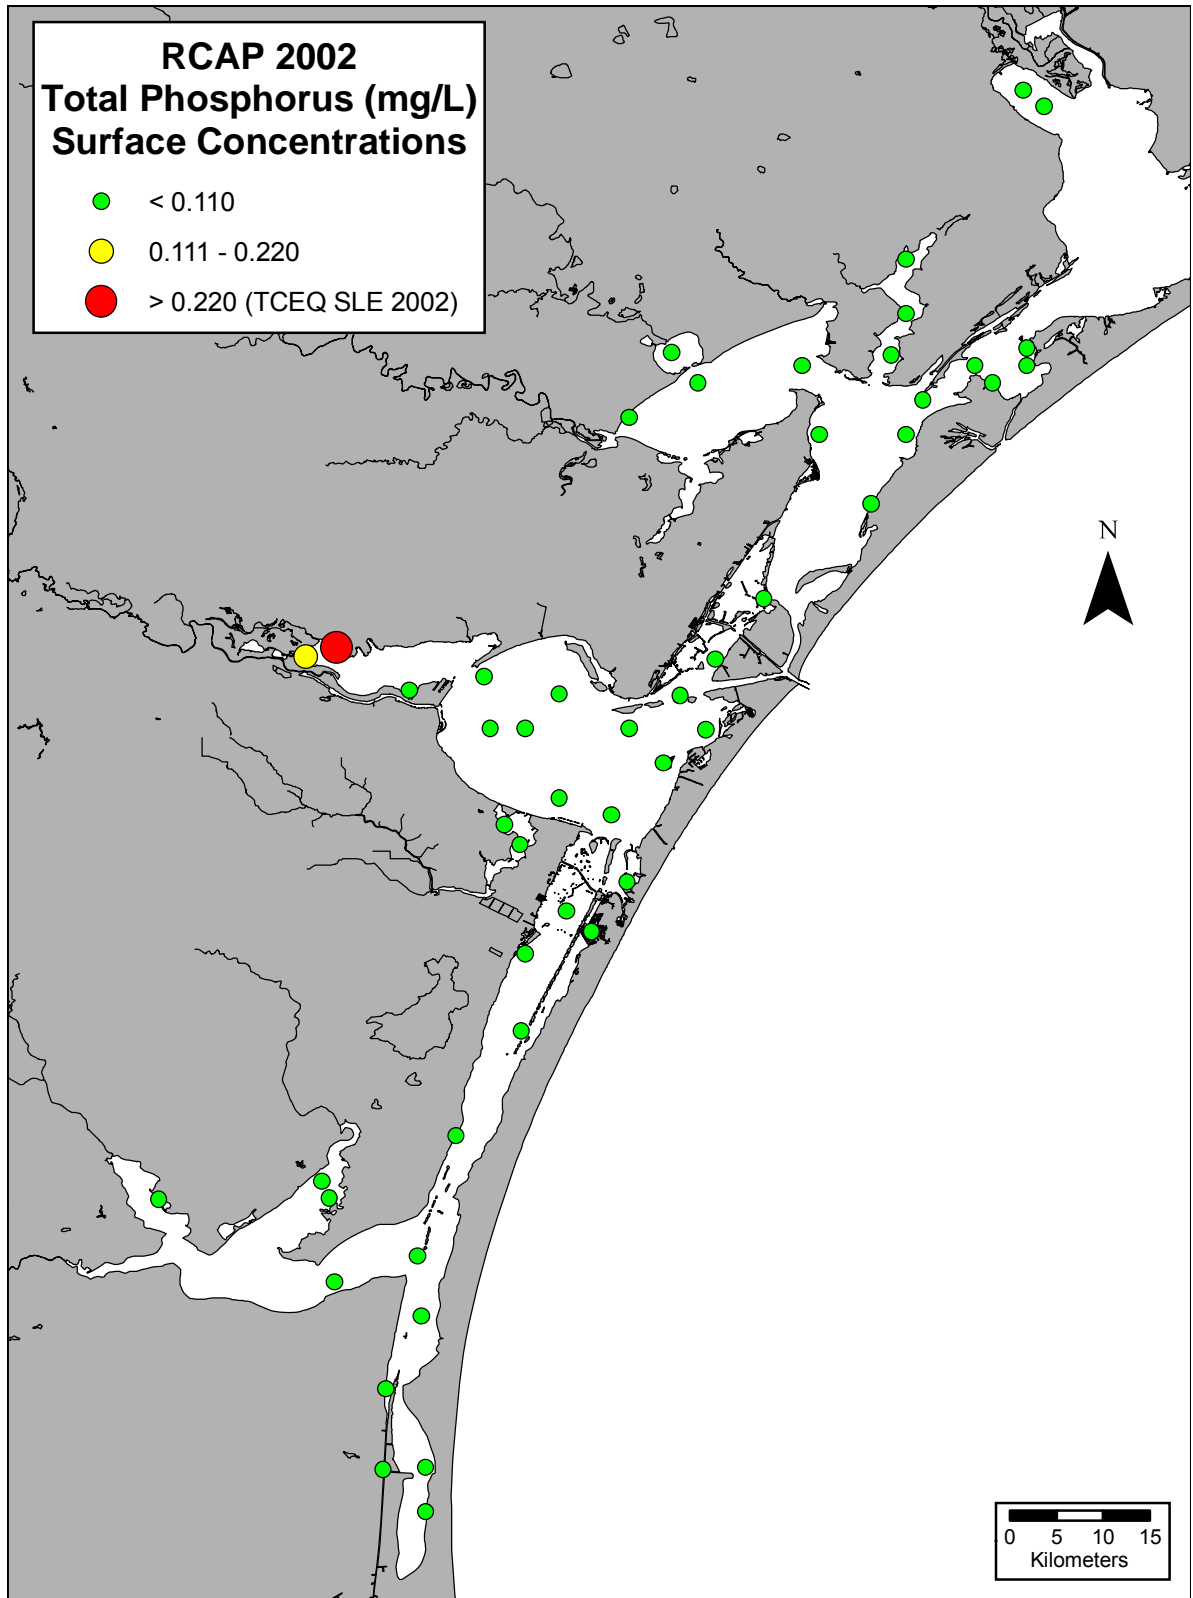 RCAP 2002
Total Phosphorus (mg/L)
Surface Concentrations
< 0.110
0.111 - 0.220
> 0.220 (TCEQ SLE 2002)
N
0 5 10 15
Kilometers